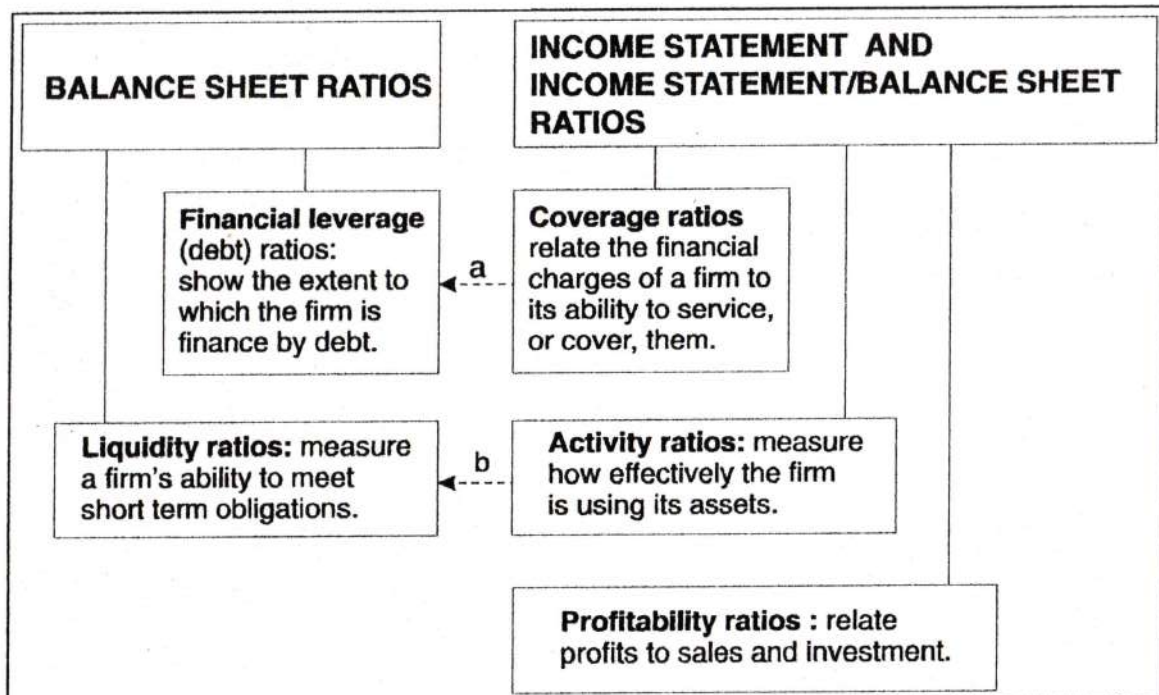 BALANCE SHEET RATIOS
INCOME STATEMENT AND
INCOME STATEMENT/BALANCE SHEET
RATIOS
Financial leverage
(debt) ratios:
show the extent to
which the firm is
finance by debt.
a
Coverage ratios
relate the financial
charges of a firm to
its ability to service,
or cover, them.
Liquidity ratios: measure
a firm's ability to meet
short term obligations.
b
Activity ratios: measure
how effectively the firm
is using its assets.
Profitability ratios : relate
profits to sales and investment.